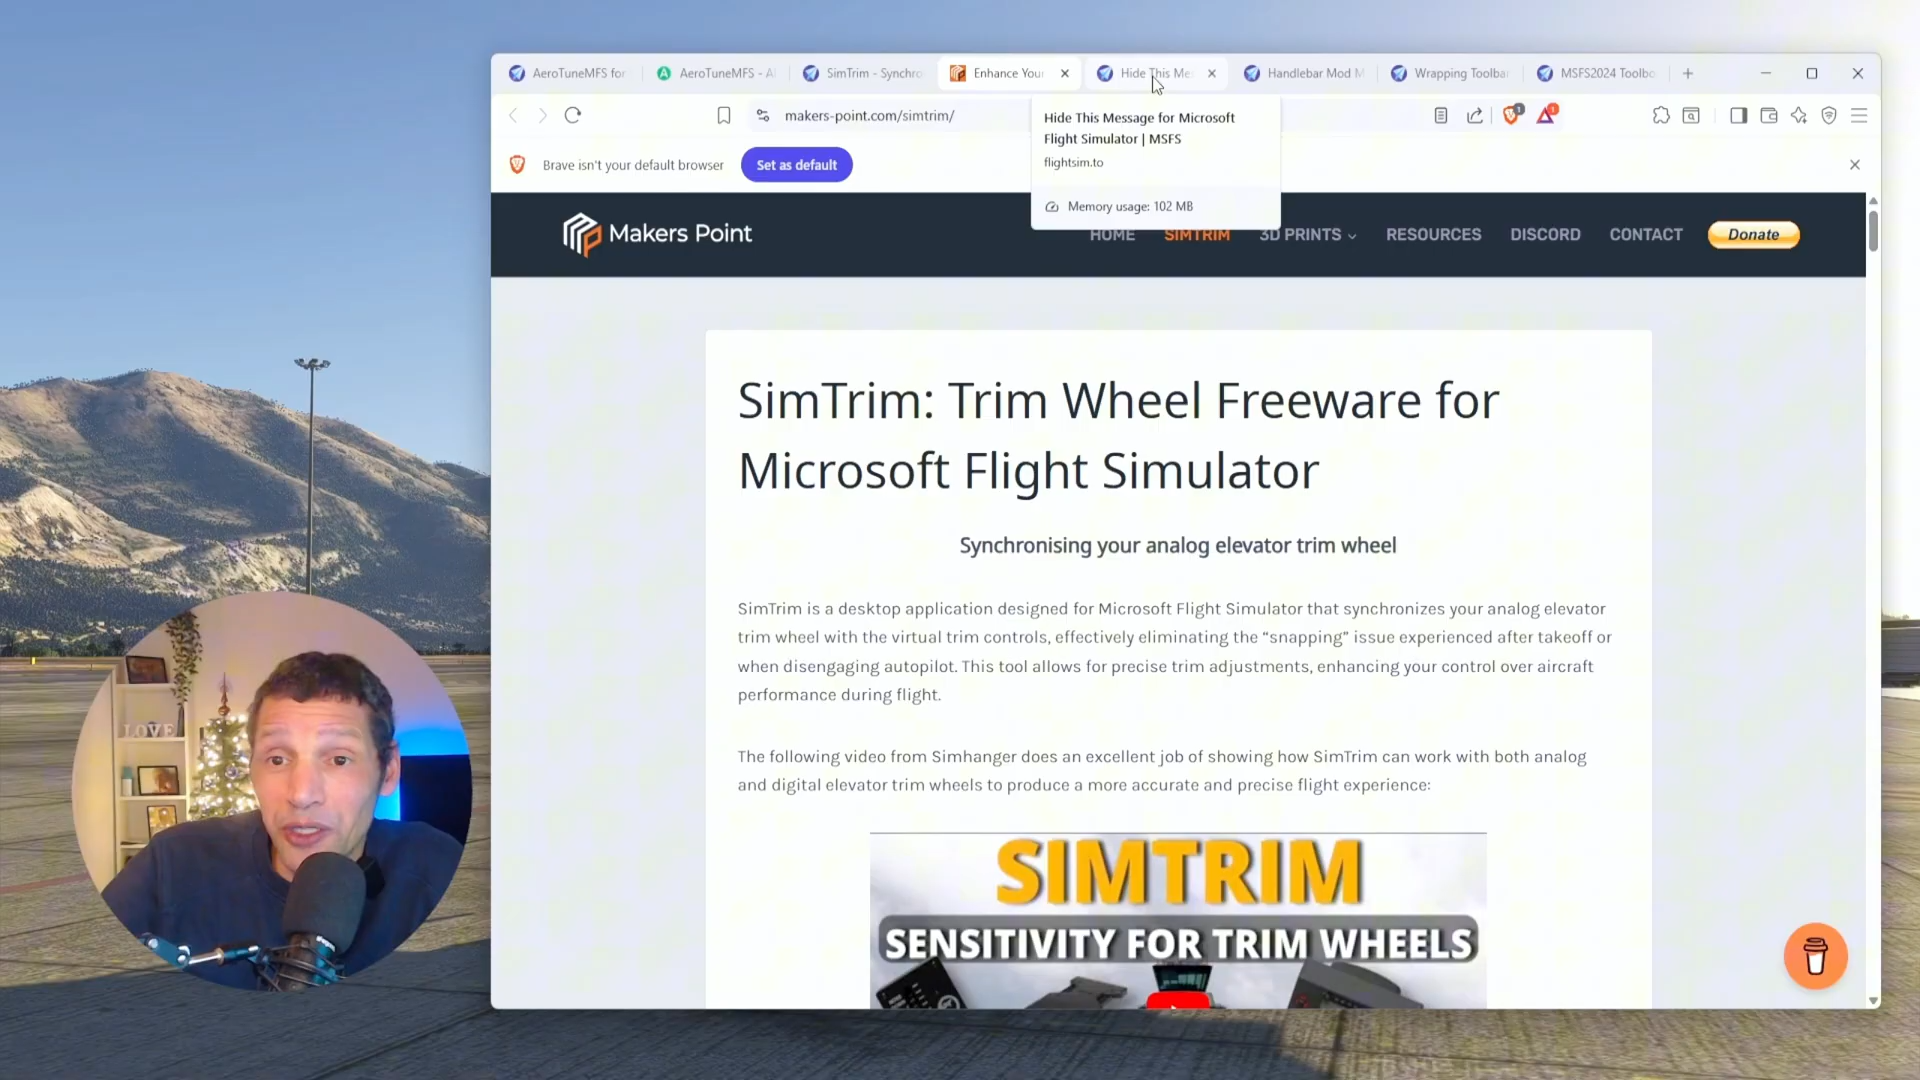 AeroTuneMFS for
AeroTuneMFS - A
SimTrim - Synchro
Enhance Your
Hide This Me
Handlebar Mod M
Wrapping Toolba
MSFS2024 Toolbo
makers-point.com/simtrim/
1
1
Hide This Message for Microsoft
Flight Simulator | MSFS
flightsim.to
Memory usage: 102 MB
Brave isn't your default browser
Set as default
Makers Point
HOME
SIMTRIM
3D PRINTS
RESOURCES
DISCORD
CONTACT
Donate
SimTrim: Trim Wheel Freeware for
Microsoft Flight Simulator
Synchronising your analog elevator trim wheel
SimTrim is a desktop application designed for Microsoft Flight Simulator that synchronizes your analog elevator
trim wheel with the virtual trim controls, effectively eliminating the “snapping” issue experienced after takeoff or
when disengaging autopilot. This tool allows for precise trim adjustments, enhancing your control over aircraft
performance during flight.
The following video from Simhanger does an excellent job of showing how SimTrim can work with both analog
and digital elevator trim wheels to produce a more accurate and precise flight experience:
SIMTRIM
SENSITIVITY FOR TRIM WHEELS
LOVE